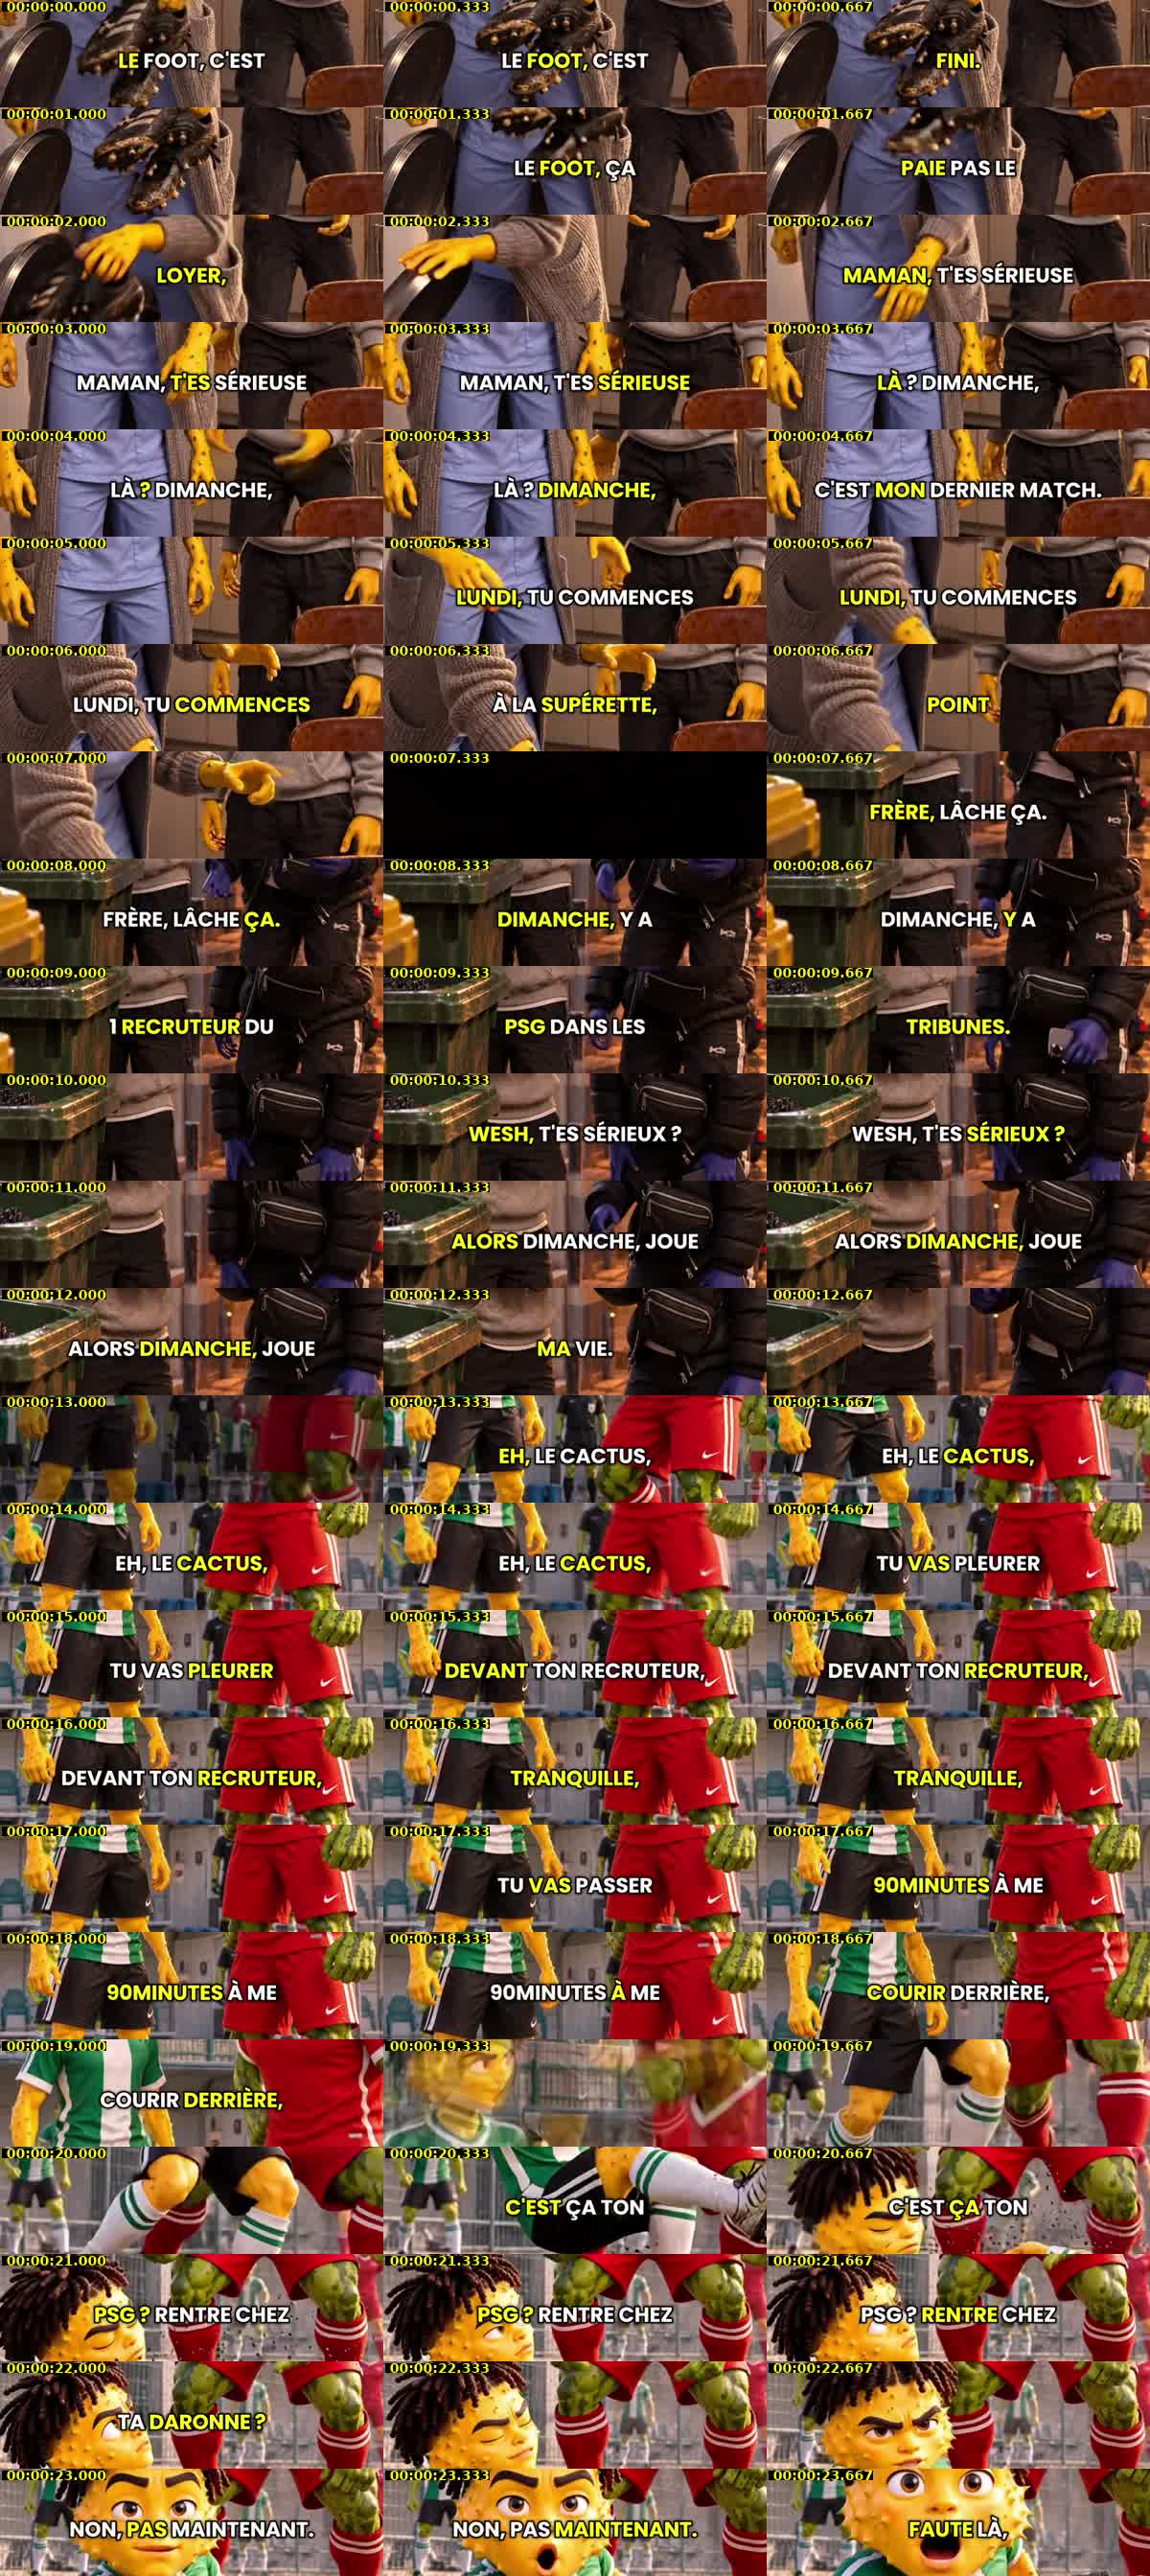 00:00:00.000
LE FOOT, C'EST
00:00:00.333
LE FOOT, C'EST
00:00:00.667
FINI.
00:00:01.000
00:00:01.333
LE FOOT, ÇA
00:00:01.667
PAIE PAS LE
00:00:02.000
LOYER,
00:00:02.333
00:00:02.667
MAMAN, T'ES SÉRIEUSE
00:00:03.000
MAMAN, T'ES SÉRIEUSE
00:00:03.333
MAMAN, T'ES SÉRIEUSE
00:00:03.667
LÀ ? DIMANCHE,
00:00:04.000
LÀ ? DIMANCHE,
00:00:04.333
LÀ ? DIMANCHE,
00:00:04.667
C'EST MON DERNIER MATCH.
00:00:05.000
00:00:05.333
LUNDI, TU COMMENCES
00:00:05.667
LUNDI, TU COMMENCES
00:00:06.000
LUNDI, TU COMMENCES
00:00:06.333
À LA SUPÉRETTE,
00:00:06.667
POINT
00:00:07.000
00:00:07.333
00:00:07.667
FRÈRE, LÂCHE ÇA.
00:00:08.000
FRÈRE, LÂCHE ÇA.
00:00:08.333
DIMANCHE, Y A
00:00:08.667
DIMANCHE, Y A
00:00:09.000
1 RECRUTEUR DU
00:00:09.333
PSG DANS LES
00:00:09.667
TRIBUNES.
00:00:10.000
00:00:10.333
WESH, T'ES SÉRIEUX ?
00:00:10.667
WESH, T'ES SÉRIEUX ?
00:00:11.000
00:00:11.333
ALORS DIMANCHE, JOUE
00:00:11.667
ALORS DIMANCHE, JOUE
00:00:12.000
ALORS DIMANCHE, JOUE
00:00:12.333
MA VIE.
00:00:12.667
00:00:13.000
00:00:13.333
EH, LE CACTUS,
00:00:13.667
EH, LE CACTUS,
00:00:14.000
EH, LE CACTUS,
00:00:14.333
EH, LE CACTUS,
00:00:14.667
TU VAS PLEURER
00:00:15.000
TU VAS PLEURER
00:00:15.333
DEVANT TON RECRUTEUR,
00:00:15.667
DEVANT TON RECRUTEUR,
00:00:16.000
DEVANT TON RECRUTEUR,
00:00:16.333
TRANQUILLE,
00:00:16.667
TRANQUILLE,
00:00:17.000
00:00:17.333
TU VAS PASSER
00:00:17.667
90MINUTES À ME
00:00:18.000
90MINUTES À ME
00:00:18.333
90MINUTES À ME
00:00:18.667
COURIR DERRIÈRE,
00:00:19.000
COURIR DERRIÈRE,
00:00:19.333
00:00:19.667
00:00:20.000
00:00:20.333
C'EST ÇA TON
00:00:20.667
C'EST ÇA TON
00:00:21.000
PSG ? RENTRE CHEZ
00:00:21.333
PSG ? RENTRE CHEZ
00:00:21.667
PSG ? RENTRE CHEZ
00:00:22.000
TA DARONNE ?
00:00:22.333
00:00:22.667
00:00:23.000
NON, PAS MAINTENANT.
00:00:23.333
NON, PAS MAINTENANT.
00:00:23.667
FAUTE LÀ,